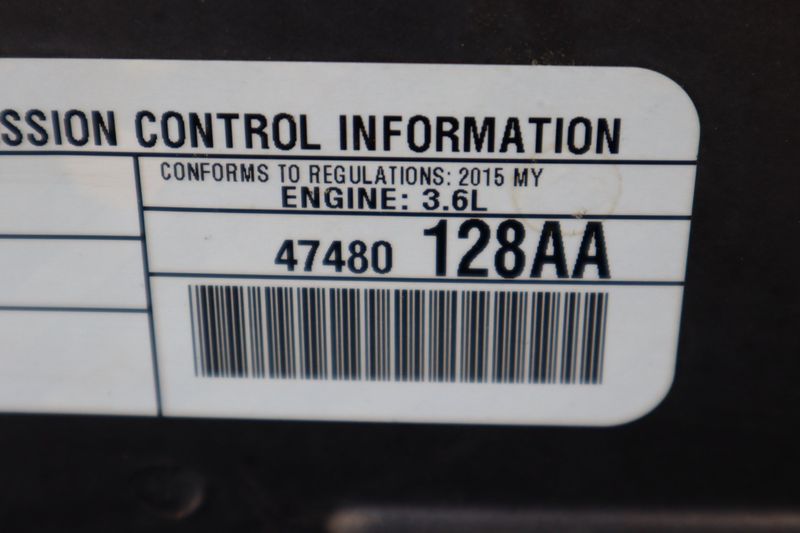 SSION CONTROL INFORMATION
CONFORMS TO REGULATIONS: 2015 MY
ENGINE: 3.6L
47480 128AA